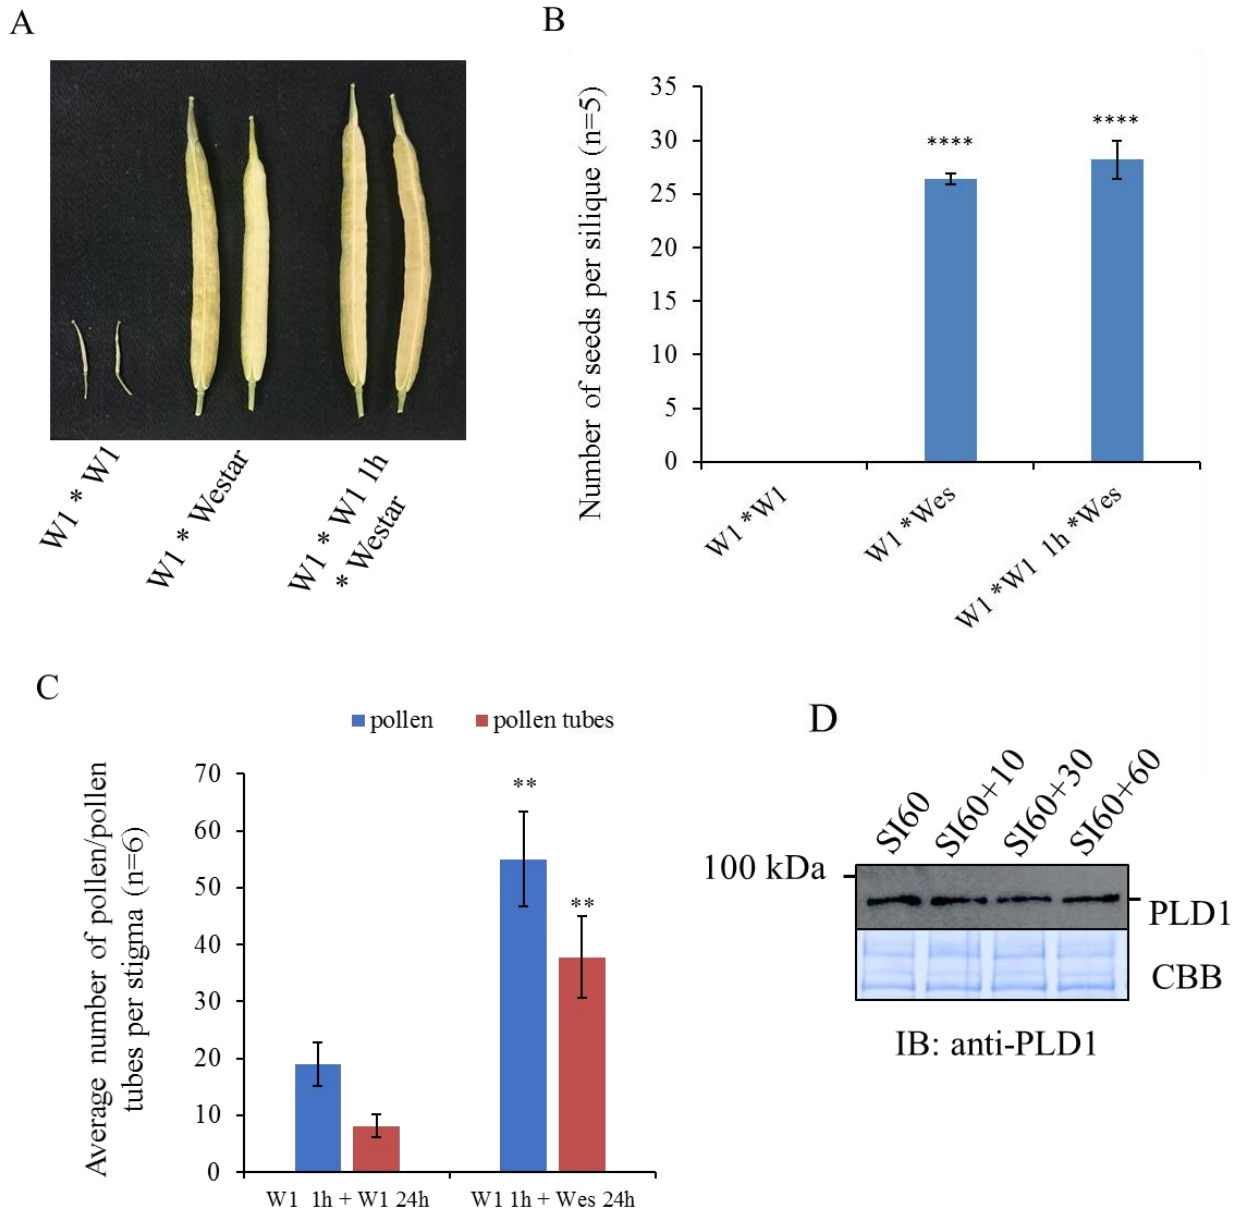 A
W1 * W1
W1 * Westar
W1 * W1 1h
* Westar
B
Number of seeds per silique (n=5)
35
30
25
20
15
10
5
0
****
****
W1 *W1
W1 *Wes
W1 *W1 1h *Wes
C
pollen
pollen tubes
Average number of pollen/pollen
tubes per stigma (n=6)
70
60
50
40
30
20
10
0
**
**
W1 1h + W1 24h
W1 1h + Wes 24h
D
SI60
SI60+10
SI60+30
SI60+60
100 kDa
PLD1
CBB
IB: anti-PLD1